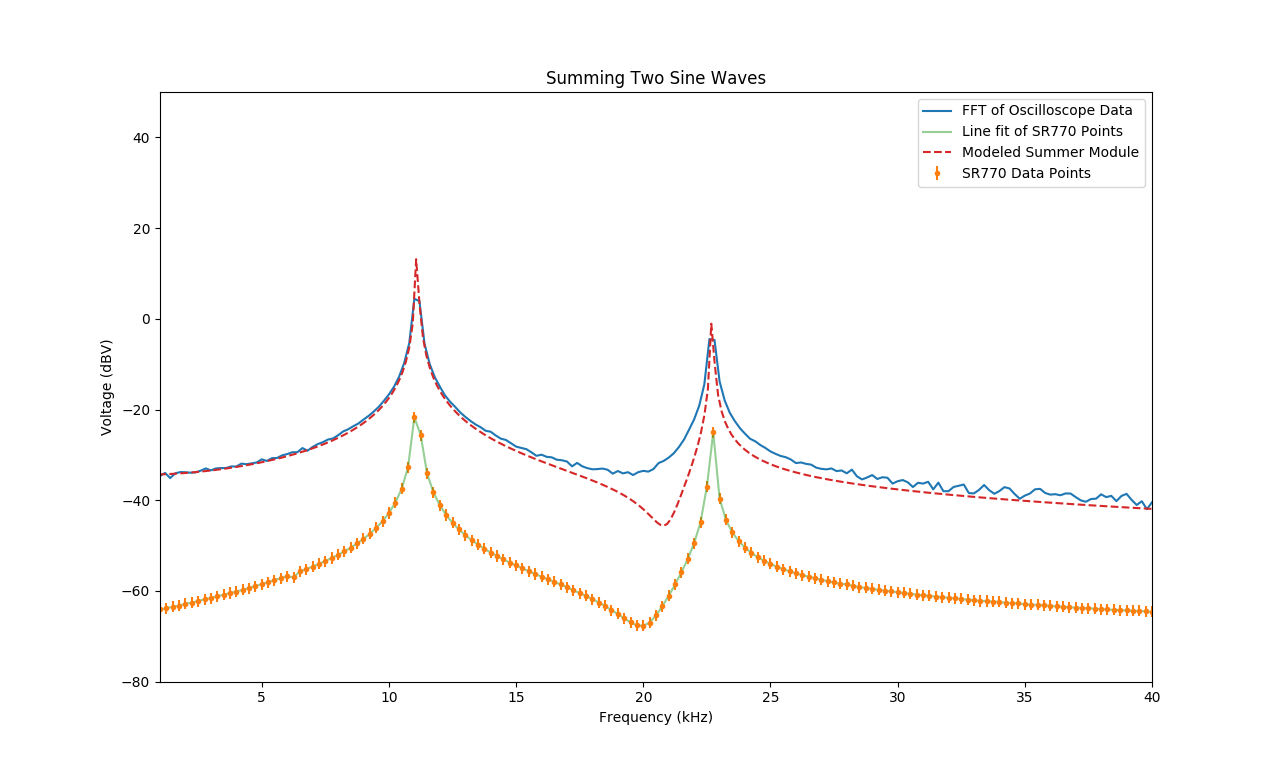 Summing Two Sine Waves
FFT of Oscilloscope Data
Line fit of SR770 Points
Modeled Summer Module
SR770 Data Points
Voltage (dBV)
40
20
0
−20
−40
−60
−80
5 10 15 20 25 30 35 40
Frequency (kHz)